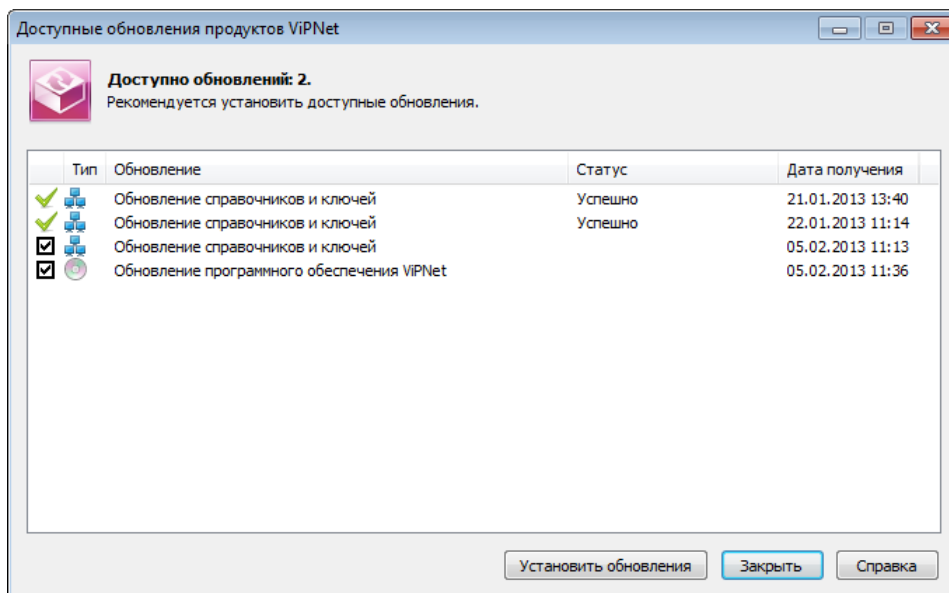 Доступные обновления продуктов ViPNet
Доступно обновлений: 2.
Рекомендуется установить доступные обновления.
Тип Обновление Статус Дата получения
Обновление справочников и ключей Успешно 21.01.2013 13:40
Обновление справочников и ключей Успешно 22.01.2013 11:14
Обновление справочников и ключей 05.02.2013 11:13
Обновление программного обеспечения ViPNet 05.02.2013 11:36
Установить обновления Закрыть Справка